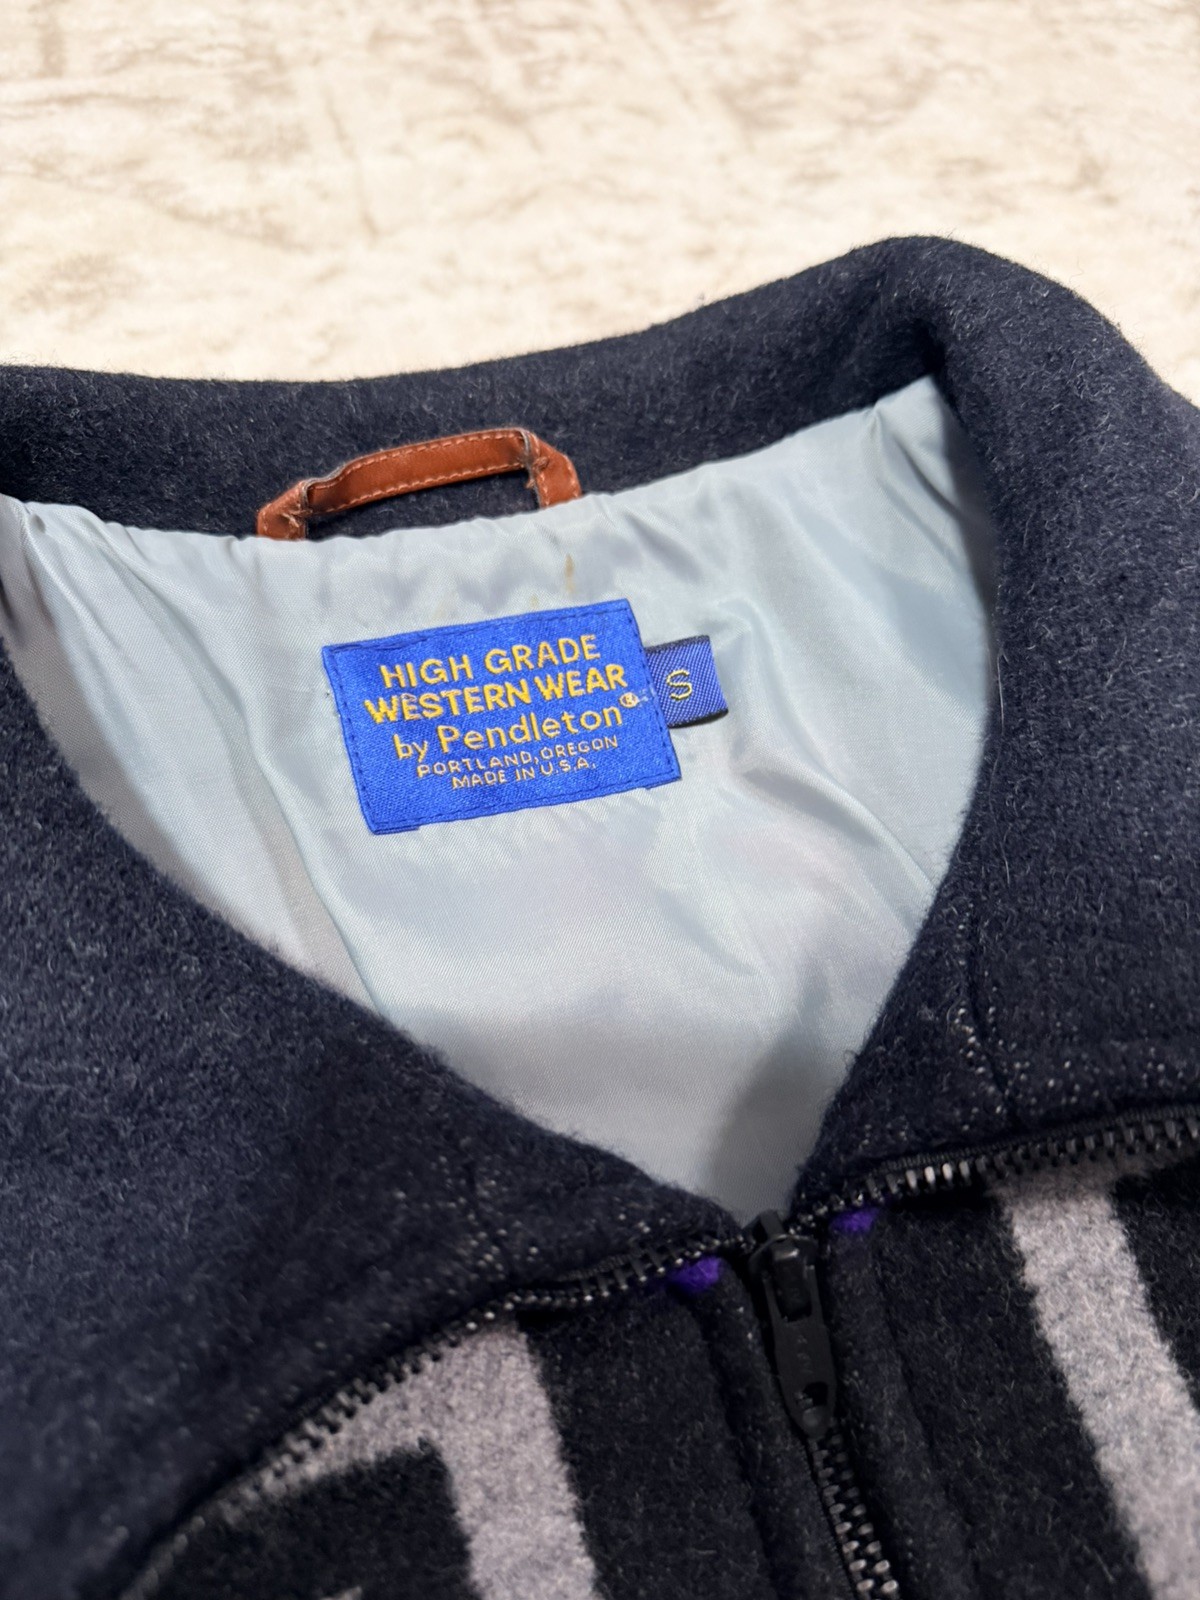 HIGH GRADE
WESTERN WEAR
by Pendleton®
PORTLAND, OREGON
MADE IN U.S.A.
S